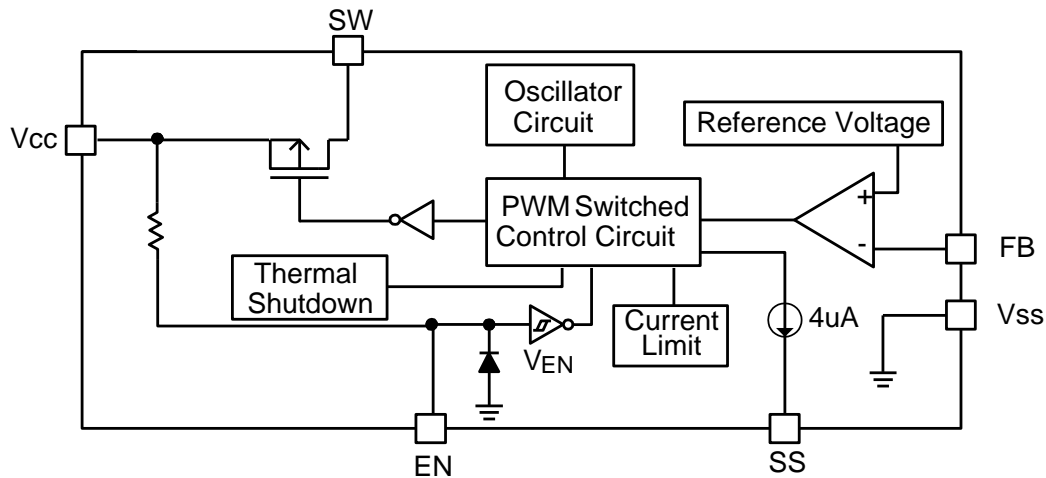 SW
Oscillator
Circuit
Reference Voltage
Vcc
+
PWM Switched
Control Circuit
-
FB
Thermal
Shutdown
Current
Limit
4uA
Vss
VEN
EN
SS